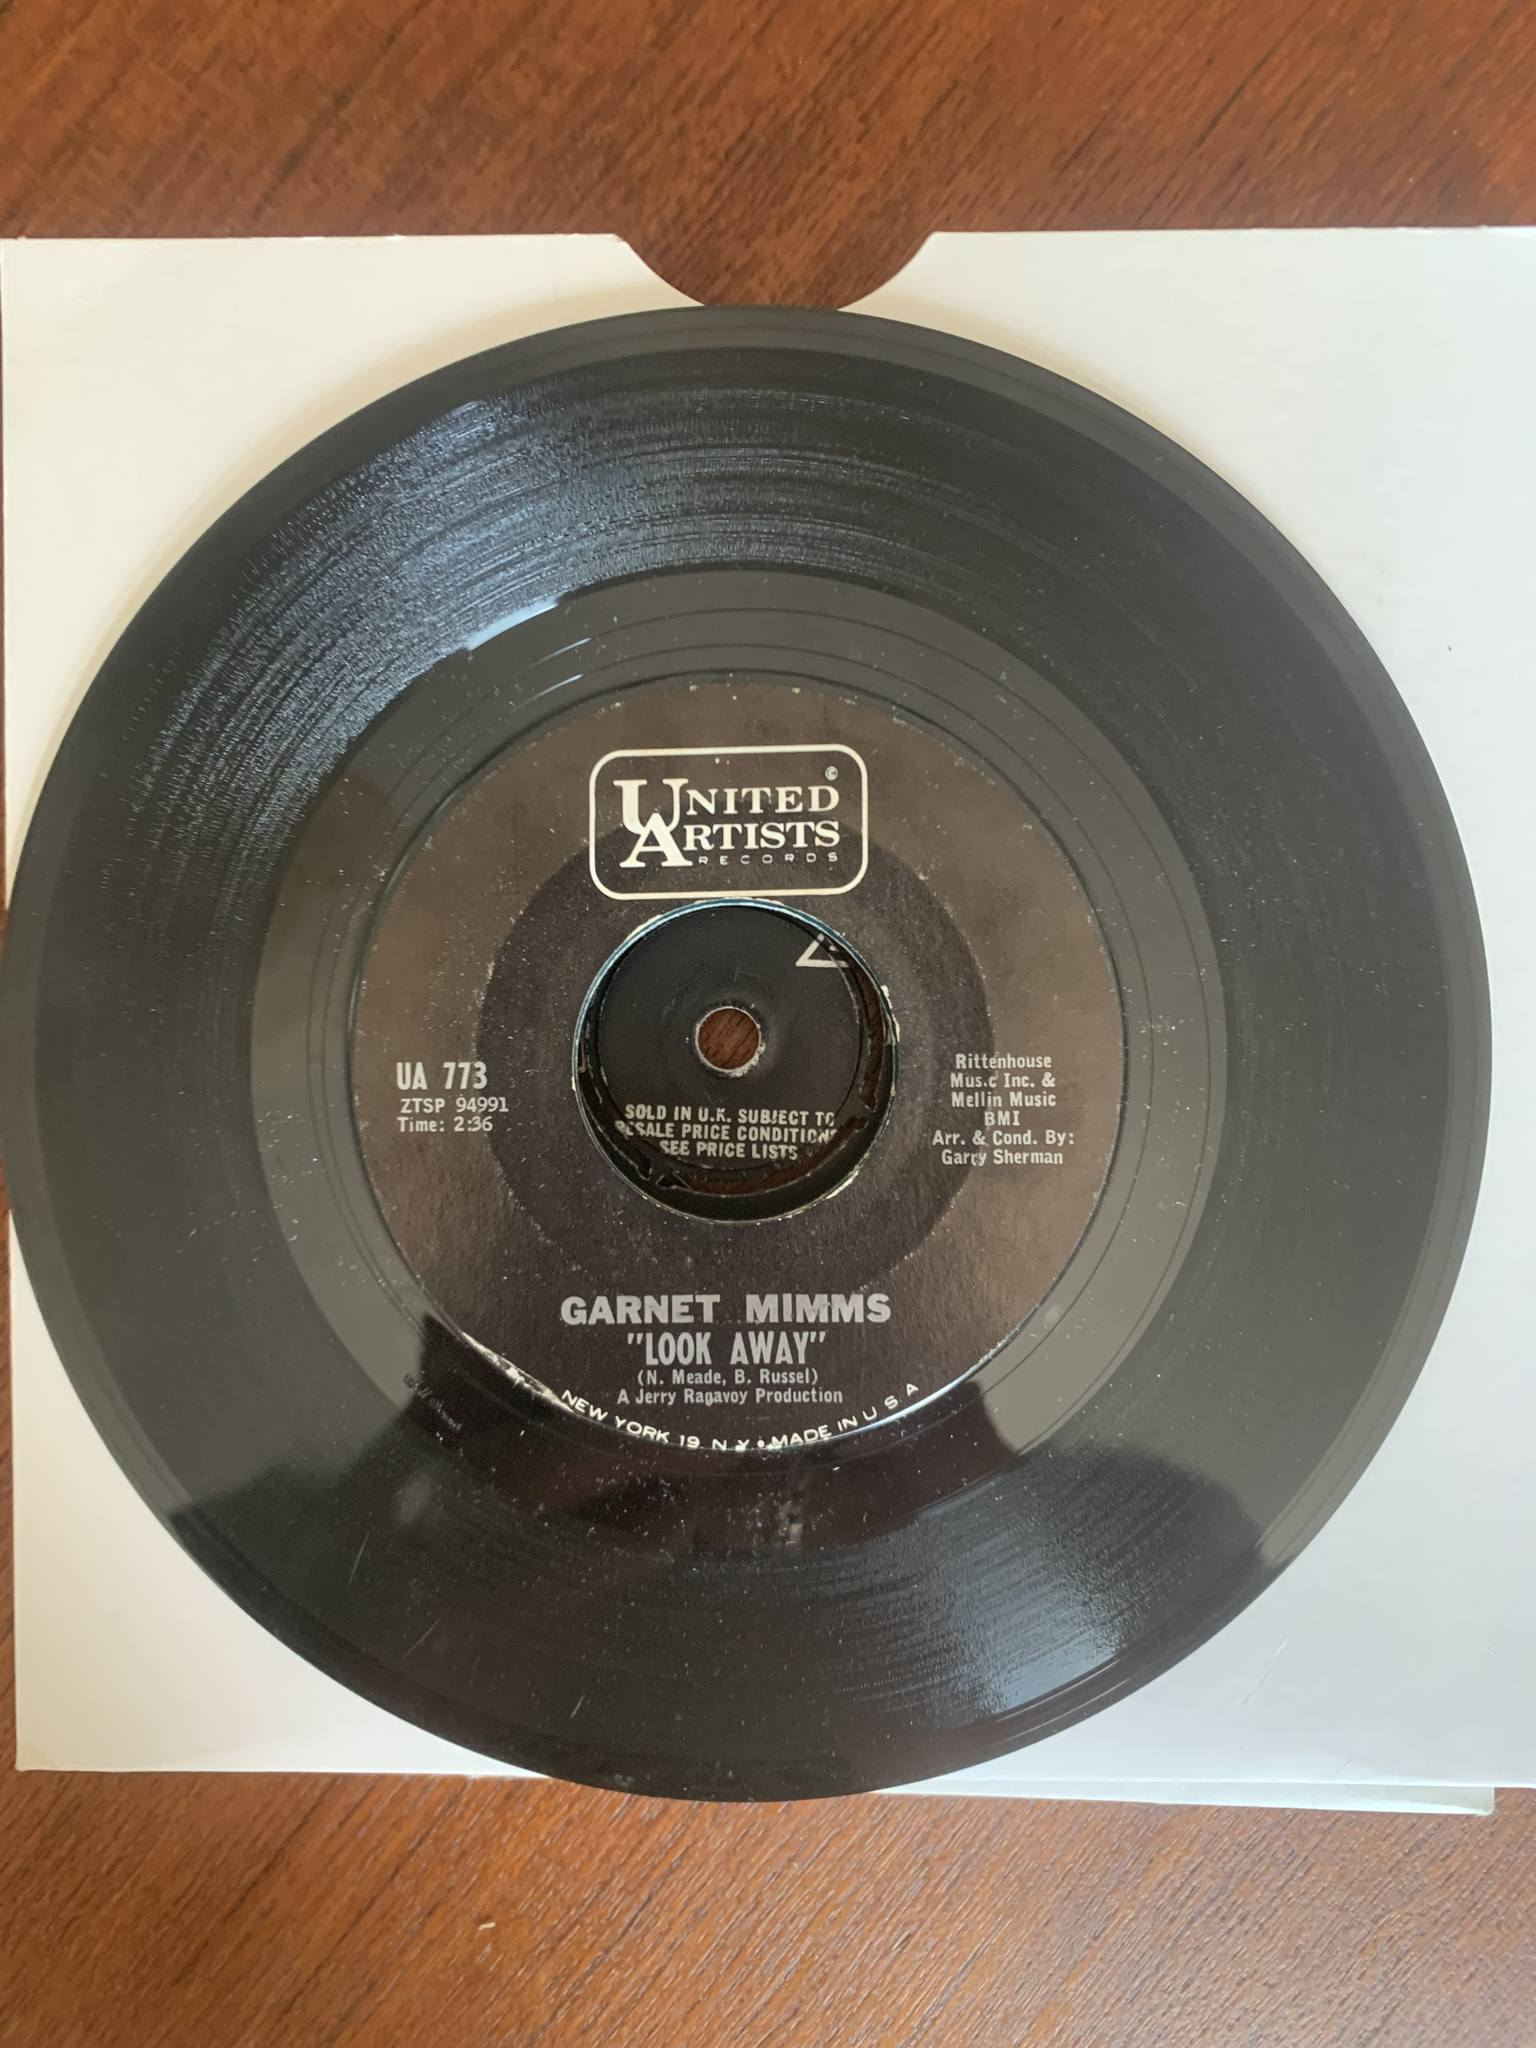 UNITED
ARTISTS
RECORDS
©
UA 773
ZTSP 94991
Time: 2:36
SOLD IN U.K. SUBJECT TO
RESALE PRICE CONDITIONS
SEE PRICE LISTS
Rittenhouse
Music Inc. &
Mellin Music
BMI
Arr. & Cond. By:
Garry Sherman
GARNET MIMMS
"LOOK AWAY"
(N. Meade, B. Russel)
A Jerry Ragavoy Production
NEW YORK 19, N.Y. • MADE IN U S A